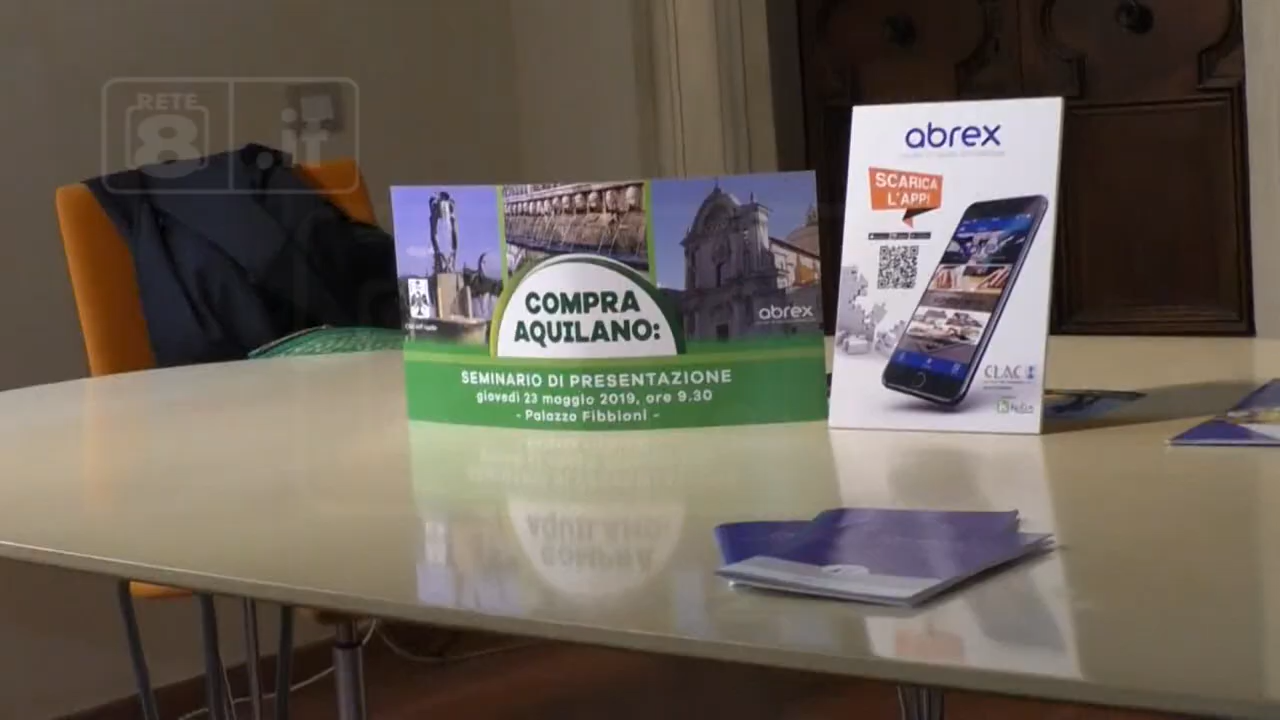 RETE
8 .it
COMPRA
AQUILANO:
abrex
SEMINARIO DI PRESENTAZIONE
giovedì 23 maggio 2019, ore 9.30
- Palazzo Fibbioni -
abrex
SCARICA
L'APP!
CLAC